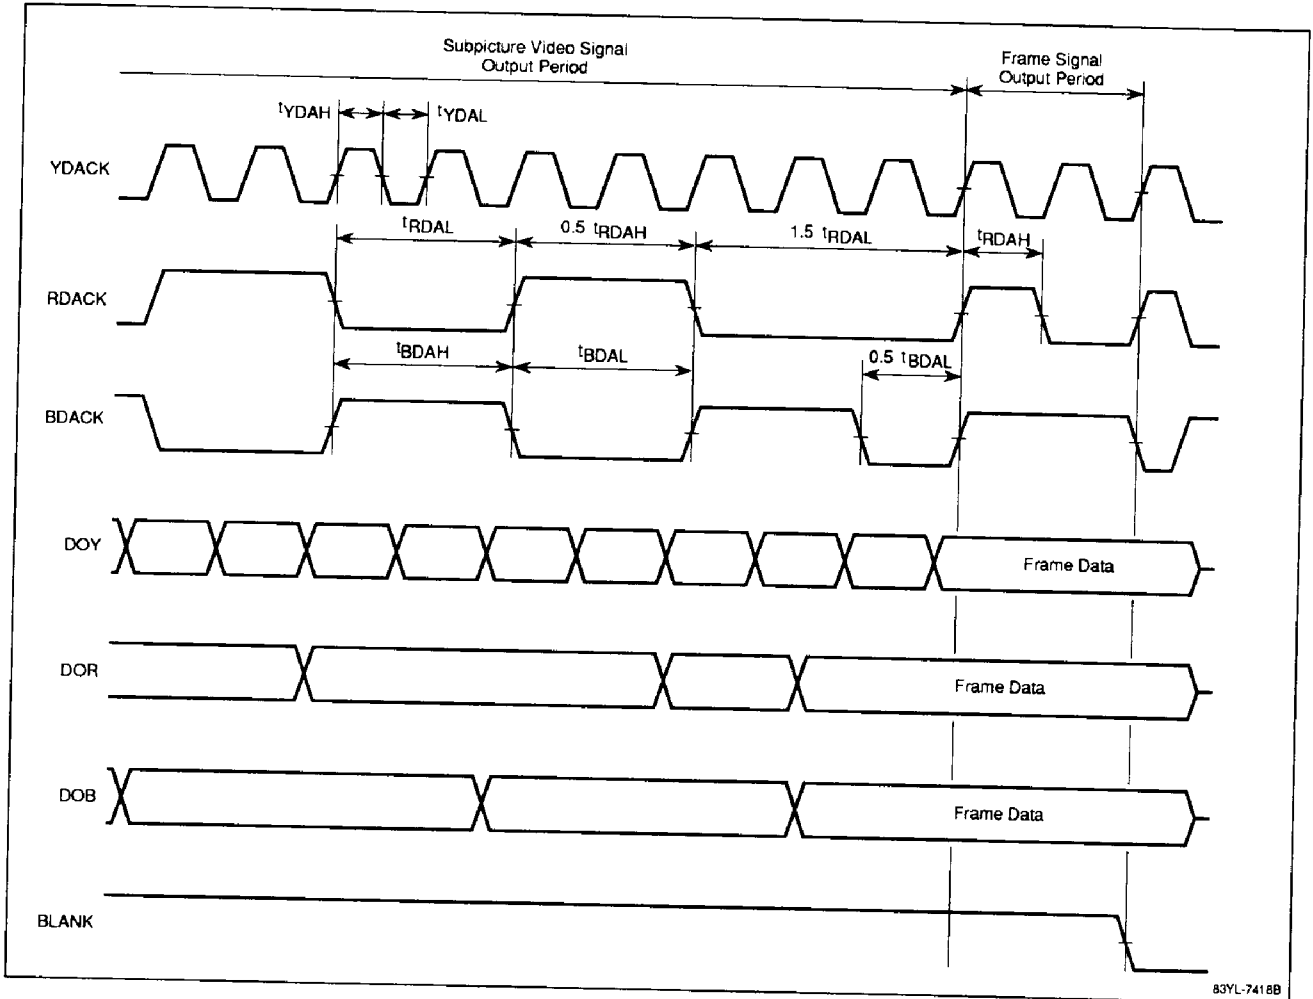 Subpicture Video Signal
Output Period
Frame Signal
Output Period
tYDAH
tYDAL
YDACK
tRDAL
0.5 tRDAH
1.5 tRDAL
tRDAH
RDACK
tBDAH
tBDAL
0.5 tBDAL
BDACK
DOY
Frame Data
DOR
Frame Data
DOB
Frame Data
BLANK
83YL-7418B